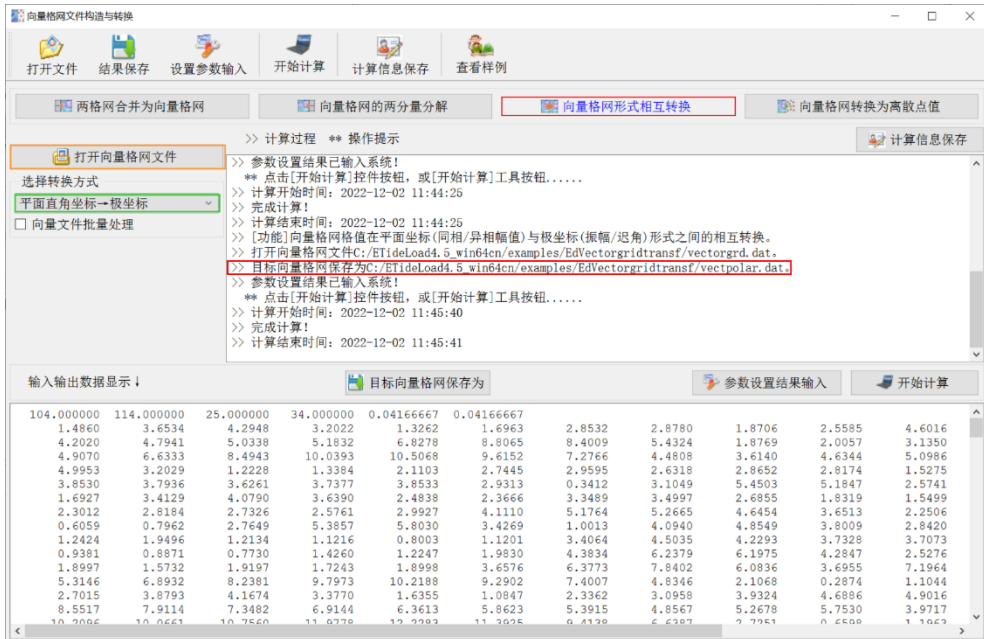 向量格网文件构造与转换
打开文件 结果保存 设置参数输入 开始计算 计算信息保存 查看样例
两格网合并为向量格网 向量格网的两分量分解 向量格网形式相互转换 向量格网转换为离散点值
>> 计算过程 ** 操作提示 计算信息保存
打开向量格网文件
选择转换方式
平面直角坐标→极坐标
向量文件批量处理
>> 参数设置结果已输入系统!
** 点击[开始计算]控件按钮，或[开始计算]工具按钮......
>> 计算开始时间: 2022-12-02 11:44:25
>> 完成计算!
>> 计算结束时间: 2022-12-02 11:44:25
>> [功能]向量格网格值在平面坐标(同相/异相幅值)与极坐标(振幅/迟角)形式之间的相互转换。
>> 打开向量格网文件C:/ETideLoad4.5_win64cn/examples/EdVectorgridtransf/vectorgrd.dat。
>> 目标向量格网保存为C:/ETideLoad4.5_win64cn/examples/EdVectorgridtransf/vectpolar.dat。
>> 参数设置结果已输入系统!
** 点击[开始计算]控件按钮，或[开始计算]工具按钮......
>> 计算开始时间: 2022-12-02 11:45:40
>> 完成计算!
>> 计算结束时间: 2022-12-02 11:45:41
输入输出数据显示↓ 目标向量格网保存为 参数设置结果输入 开始计算
104.000000 114.000000 25.000000 34.000000 0.04166667 0.04166667
1.4860 3.6534 4.2948 3.2022 1.3262 1.6963 2.8532 2.8780 1.8706 2.5585 4.6016
4.2020 4.7941 5.0338 5.1832 6.8278 8.8065 8.4009 5.4324 1.8769 2.0057 3.1350
4.9070 6.6333 8.4943 10.0393 10.5068 9.6152 7.2766 4.4808 3.6140 4.6344 5.0986
4.9953 3.2029 1.2228 1.3384 2.1103 2.7445 2.9595 2.6318 2.8652 2.8174 1.5275
3.8530 3.7936 3.6261 3.7377 3.8533 2.9313 0.3412 3.1049 5.4503 5.1847 2.5741
1.6927 3.4129 4.0790 3.6390 2.4838 2.3666 3.3489 3.4997 2.6855 1.8319 1.5499
2.3012 2.8184 2.7326 2.5761 2.9927 4.1110 5.1764 5.2665 4.6454 3.6513 2.2506
0.6059 0.7962 2.7649 5.3857 5.8030 3.4269 1.0013 4.0940 4.8549 3.8009 2.8420
1.2424 1.9496 1.2134 1.1216 0.8003 1.1201 3.4064 4.5035 4.2293 3.7328 3.7073
0.9381 0.8871 0.7730 1.4260 1.2247 1.9830 4.3834 6.2379 6.1975 4.2847 2.5276
1.8997 1.5732 1.9197 1.7243 1.8998 3.6576 6.3773 7.8402 6.0836 3.6955 7.1964
5.3146 6.8932 8.2381 9.7973 10.2188 9.2902 7.4007 4.8346 2.1068 0.2874 1.1044
2.7015 3.8793 4.1674 3.3770 1.6355 1.0847 2.3362 3.0958 3.9324 4.6886 4.9016
8.5517 7.9114 7.3482 6.9144 6.3613 5.8623 5.3915 4.8567 5.2678 5.7530 3.9717